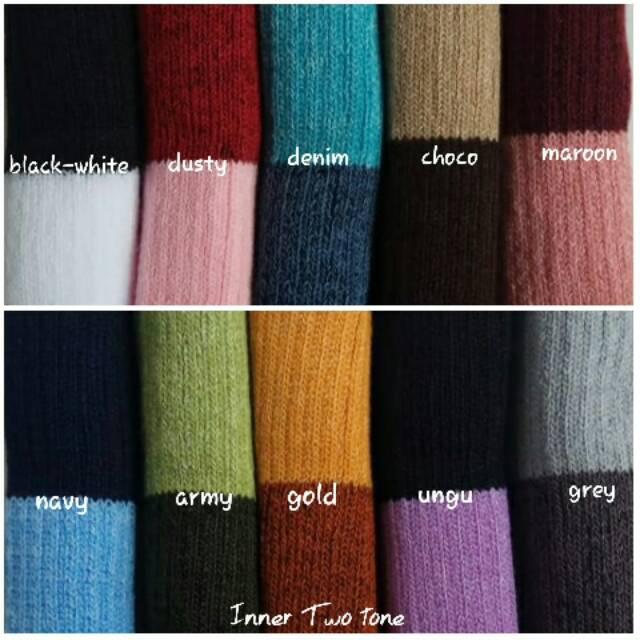 black-white
dusty
denim
choco
maroon
navy
army
gold
ungu
grey
Inner Two tone